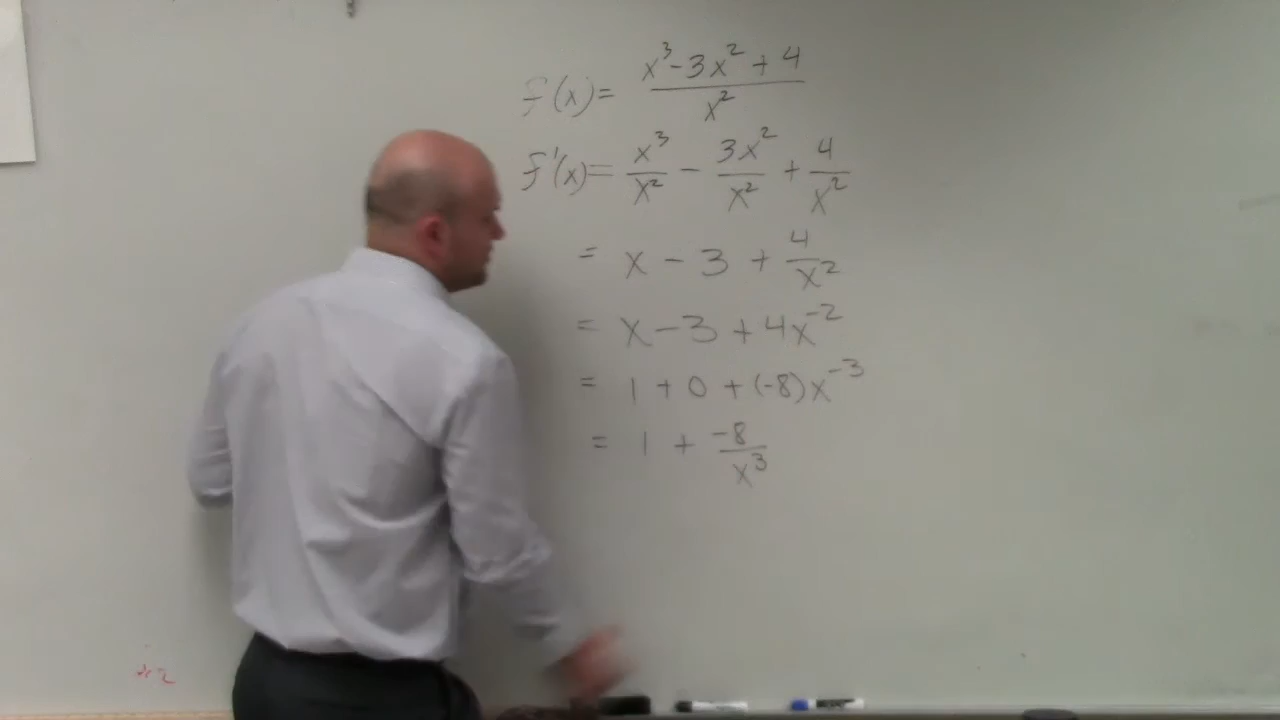 f(x) = (x³ - 3x² + 4) / x²
f'(x) = x³/x² - 3x²/x² + 4/x²
= x - 3 + 4/x²
= x - 3 + 4x⁻²
= 1 + 0 + (-8)x⁻³
= 1 + -8/x³